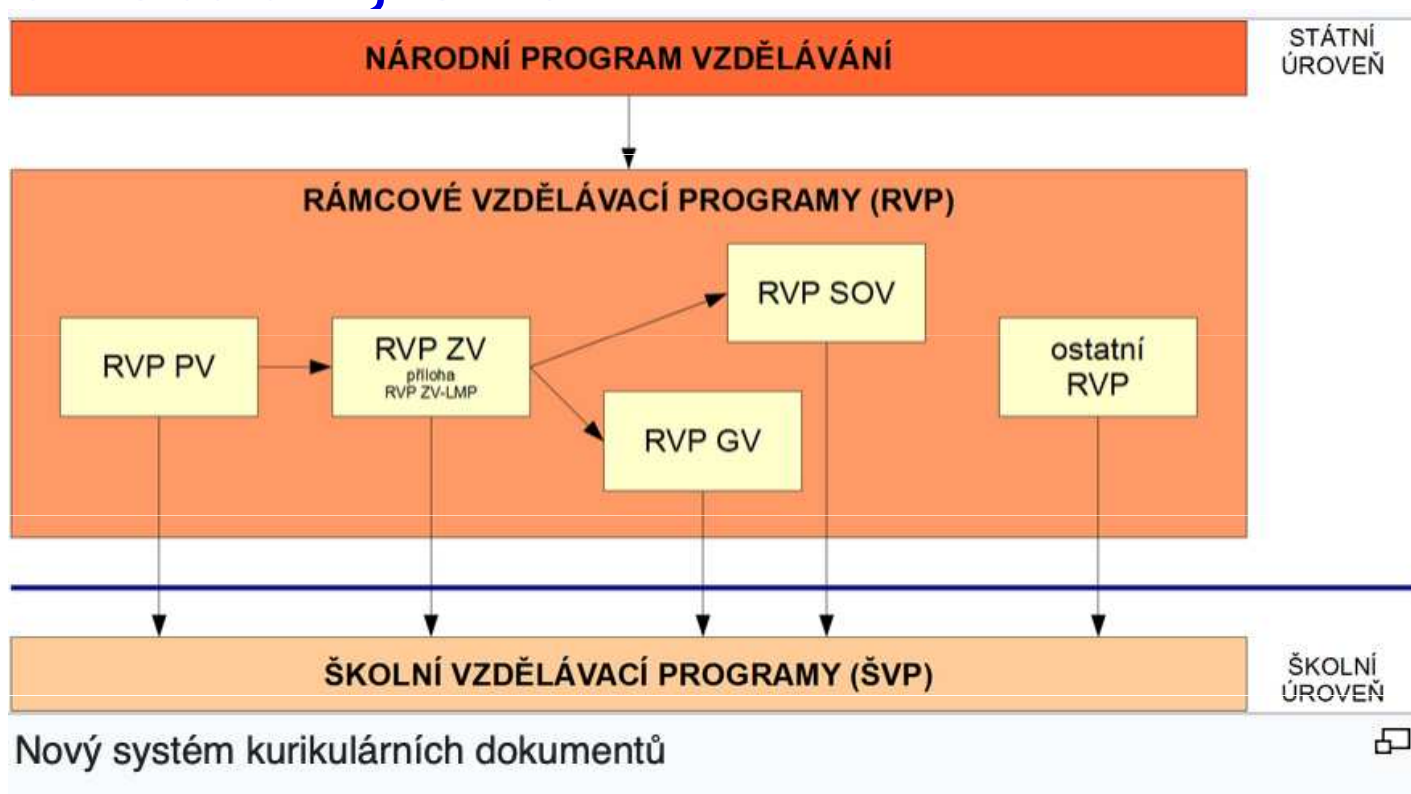 NÁRODNÍ PROGRAM VZDĚLÁVÁNÍ
STÁTNÍ
ÚROVEŇ
RÁMCOVÉ VZDĚLÁVACÍ PROGRAMY (RVP)
RVP SOV
RVP PV
RVP ZV
příloha
RVP ZV-LMP
ostatní
RVP
RVP GV
ŠKOLNÍ VZDĚLÁVACÍ PROGRAMY (ŠVP)
ŠKOLNÍ
ÚROVEŇ
Nový systém kurikulárních dokumentů